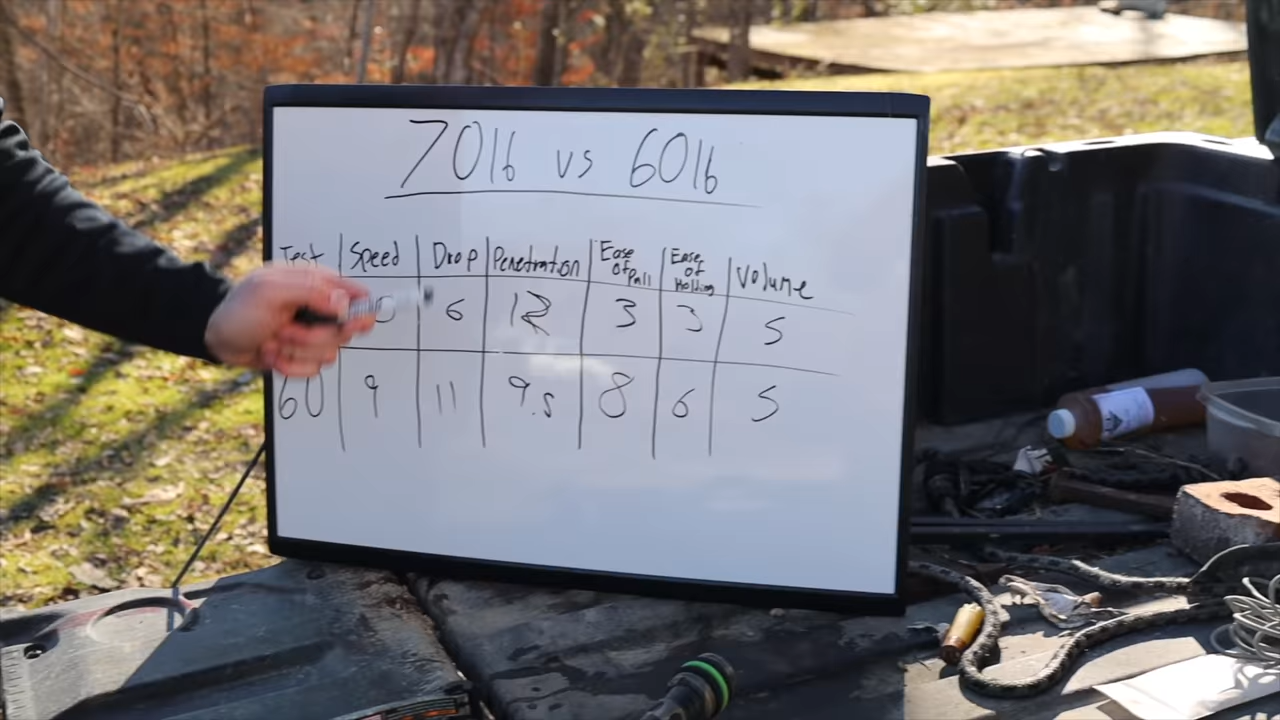 70lb vs 60lb
Test Speed Drop Penetration Ease of Pull Ease of Holding Volume
6 12 3 3 5
60 9 11 9.5 8 6 5